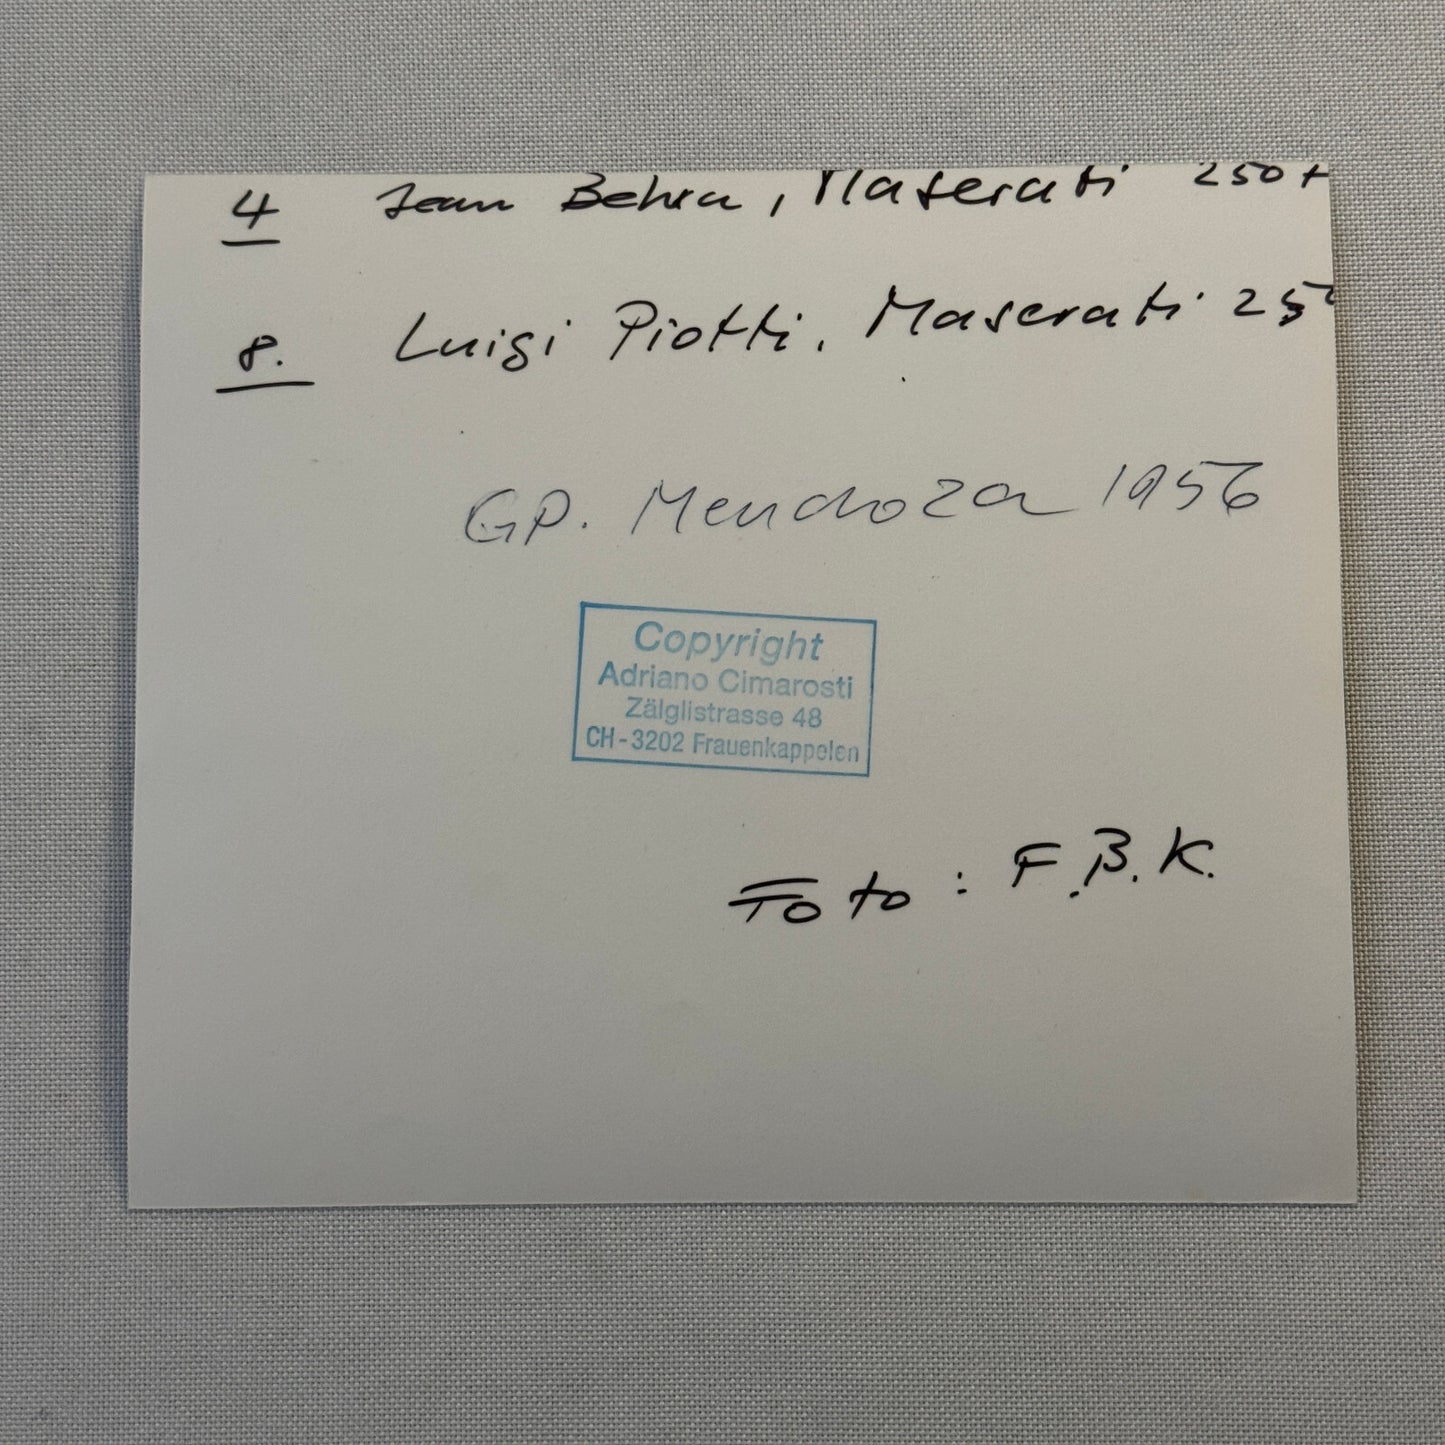 4 Jean Behra, Maserati 250F
8. Luigi Piotti, Maserati 25
GP. Mendoza 1956
Copyright
Adriano Cimarosti
Zälglistrasse 48
CH-3202 Frauenkappelen
Foto: F.B.K.